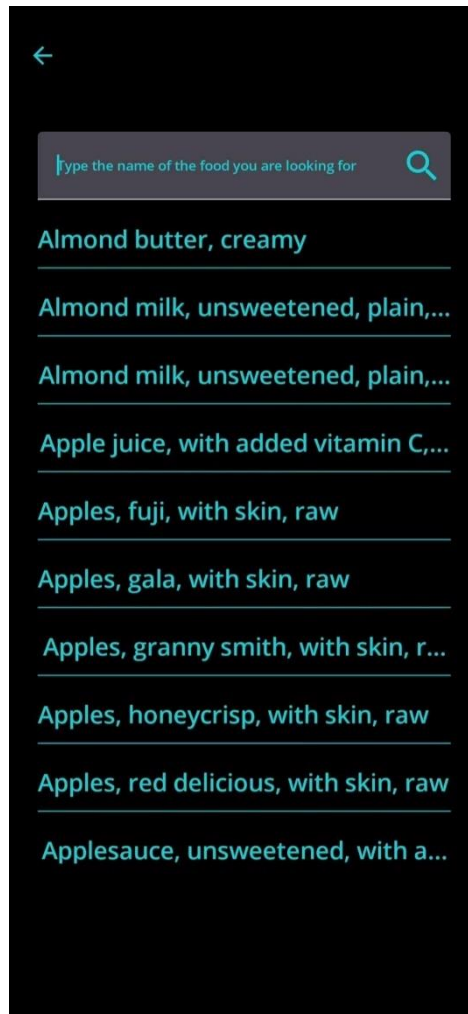 Type the name of the food you are looking for
Almond butter, creamy
Almond milk, unsweetened, plain,...
Almond milk, unsweetened, plain,...
Apple juice, with added vitamin C,...
Apples, fuji, with skin, raw
Apples, gala, with skin, raw
Apples, granny smith, with skin, r...
Apples, honeycrisp, with skin, raw
Apples, red delicious, with skin, raw
Applesauce, unsweetened, with a...